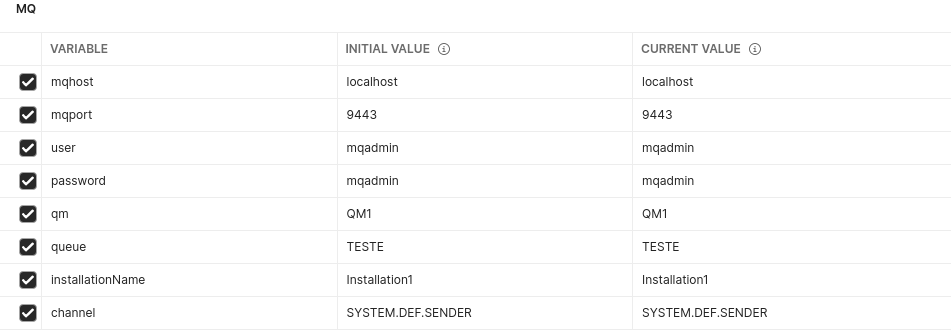 MQ
VARIABLE INITIAL VALUE CURRENT VALUE
mqhost localhost localhost
mqport 9443 9443
user mqadmin mqadmin
password mqadmin mqadmin
qm QM1 QM1
queue TESTE TESTE
installationName Installation1 Installation1
channel SYSTEM.DEF.SENDER SYSTEM.DEF.SENDER